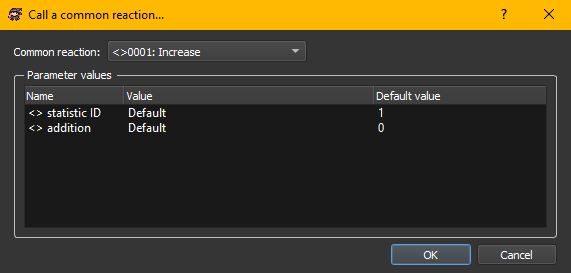 Call a common reaction...
?
Common reaction: <>0001: Increase
Parameter values
Name Value Default value
<> statistic ID Default 1
<> addition Default 0
OK Cancel